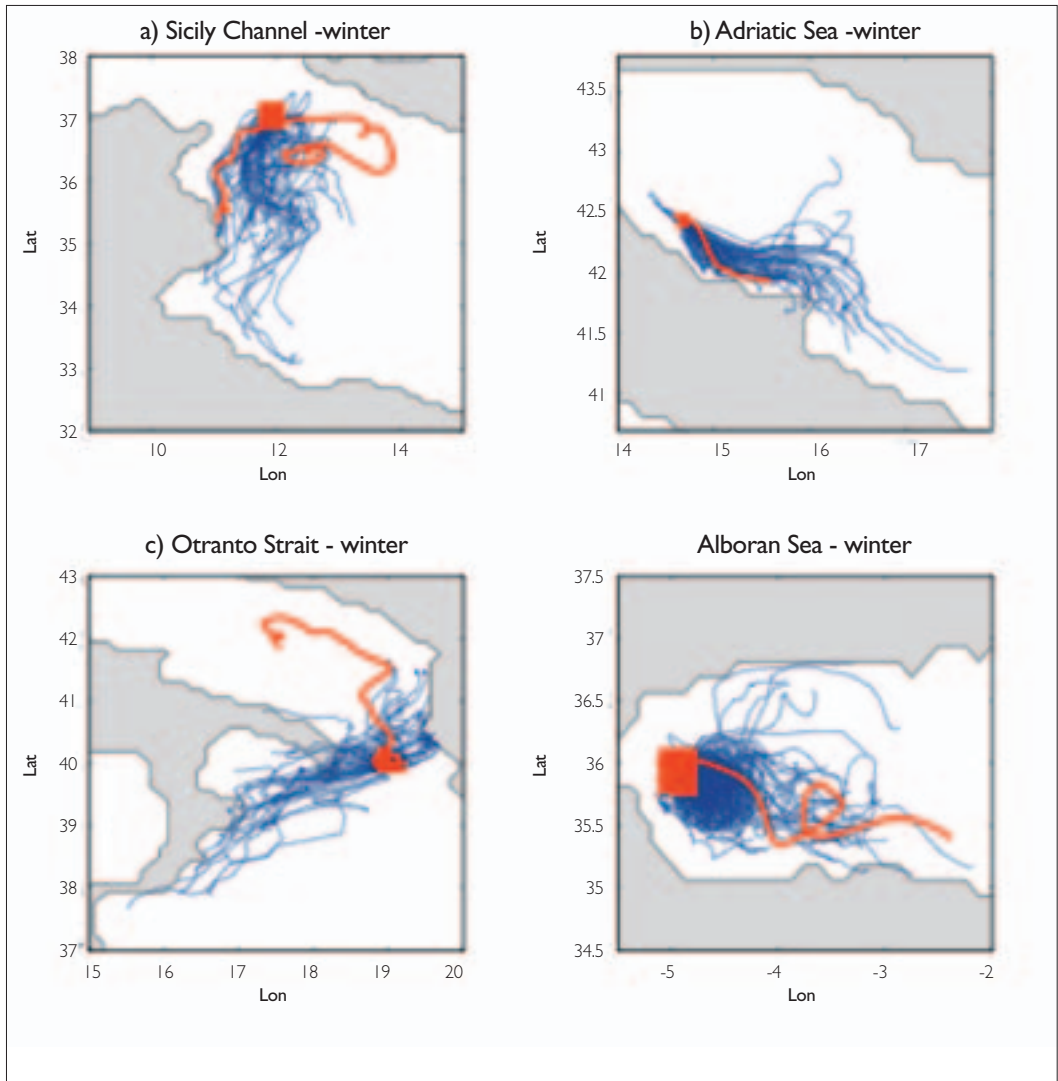 a) Sicily Channel -winter
38
37
36
35
34
33
32
Lat
10 12 14
Lon
b) Adriatic Sea -winter
43.5
43
42.5
42
41.5
41
Lat
14 15 16 17
Lon
c) Otranto Strait - winter
43
42
41
40
39
38
37
Lat
15 16 17 18 19 20
Lon
Alboran Sea - winter
37.5
37
36.5
36
35.5
35
34.5
Lat
-5 -4 -3 -2
Lon